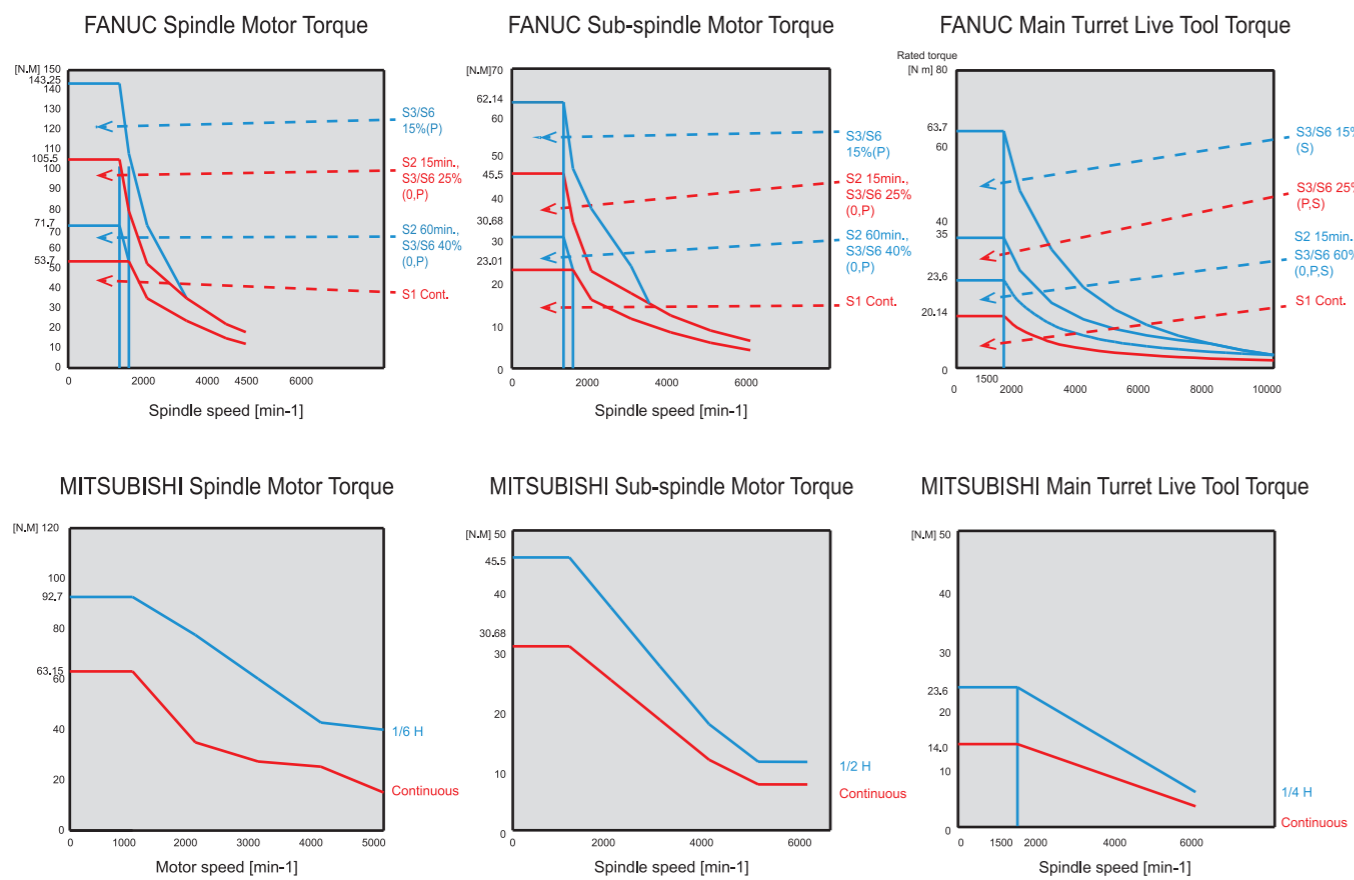 FANUC Spindle Motor Torque
[N.M] 150
143.25
140
130
120
110
105.5
100
90
80
71.7
70
60
53.7
50
40
30
20
10
0
0 2000 4000 4500 6000
Spindle speed [min-1]
S3/S6
15%(P)
S2 15min.,
S3/S6 25%
(0,P)
S2 60min.,
S3/S6 40%
(0,P)
S1 Cont.
FANUC Sub-spindle Motor Torque
[N.M]70
62.14
60
50
45.5
40
30.68
30
23.01
20
10
0
0 2000 4000 6000
Spindle speed [min-1]
S3/S6
15%(P)
S2 15min.,
S3/S6 25%
(0,P)
S2 60min.,
S3/S6 40%
(0,P)
S1 Cont.
FANUC Main Turret Live Tool Torque
Rated torque
[N m] 80
63.7
60
40
35
23.6
20.14
0
0 1500 2000 4000 6000 8000 10000
Spindle speed [min-1]
S3/S6 15%
(S)
S3/S6 25%
(P,S)
S2 15min.
S3/S6 60%
(0,P,S)
S1 Cont.
MITSUBISHI Spindle Motor Torque
[N.M] 120
100
92.7
80
63.15
60
40
20
0
0 1000 2000 3000 4000 5000
Motor speed [min-1]
1/6 H
Continuous
MITSUBISHI Sub-spindle Motor Torque
[N.M] 50
45.5
40
30.68
30
20
10
0
0 2000 4000 6000
Spindle speed [min-1]
1/2 H
Continuous
MITSUBISHI Main Turret Live Tool Torque
[N.M] 50
40
30
23.6
20
14.0
10
0
0 1500 2000 4000 6000
Spindle speed [min-1]
1/4 H
Continuous